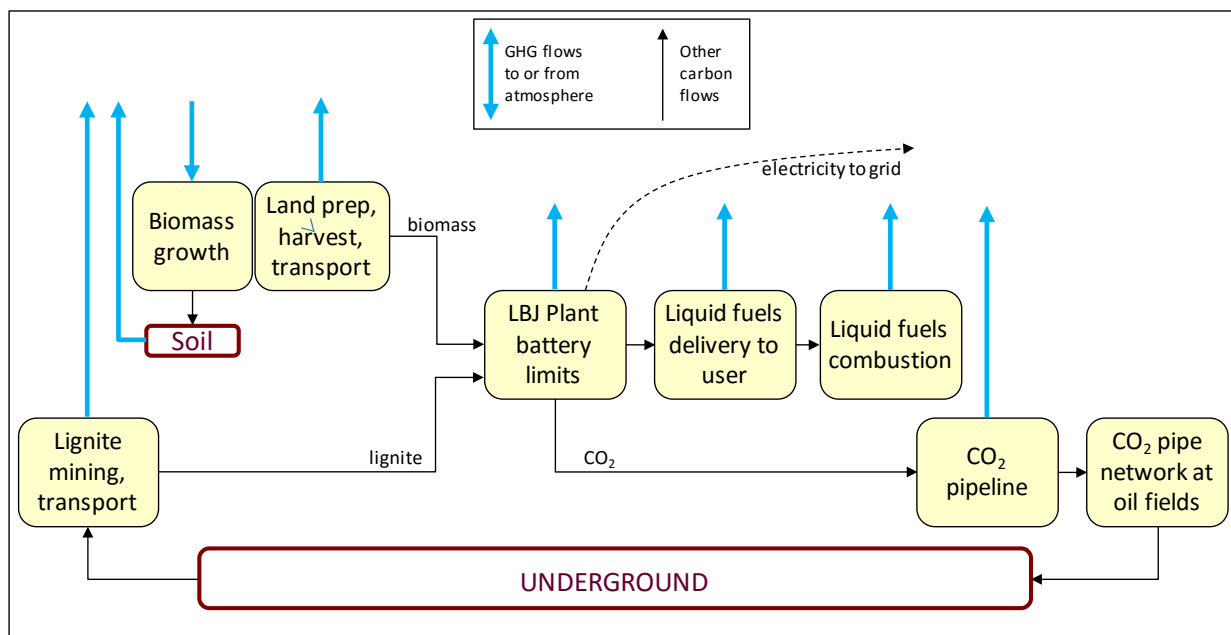 GHG flows
to or from
atmosphere
Other
carbon
flows
electricity to grid
Biomass
growth
Land prep,
harvest,
transport
biomass
Soil
LBJ Plant
battery
limits
Liquid fuels
delivery to
user
Liquid fuels
combustion
Lignite
mining,
transport
lignite
CO₂
CO₂
pipeline
CO₂ pipe
network at
oil fields
UNDERGROUND